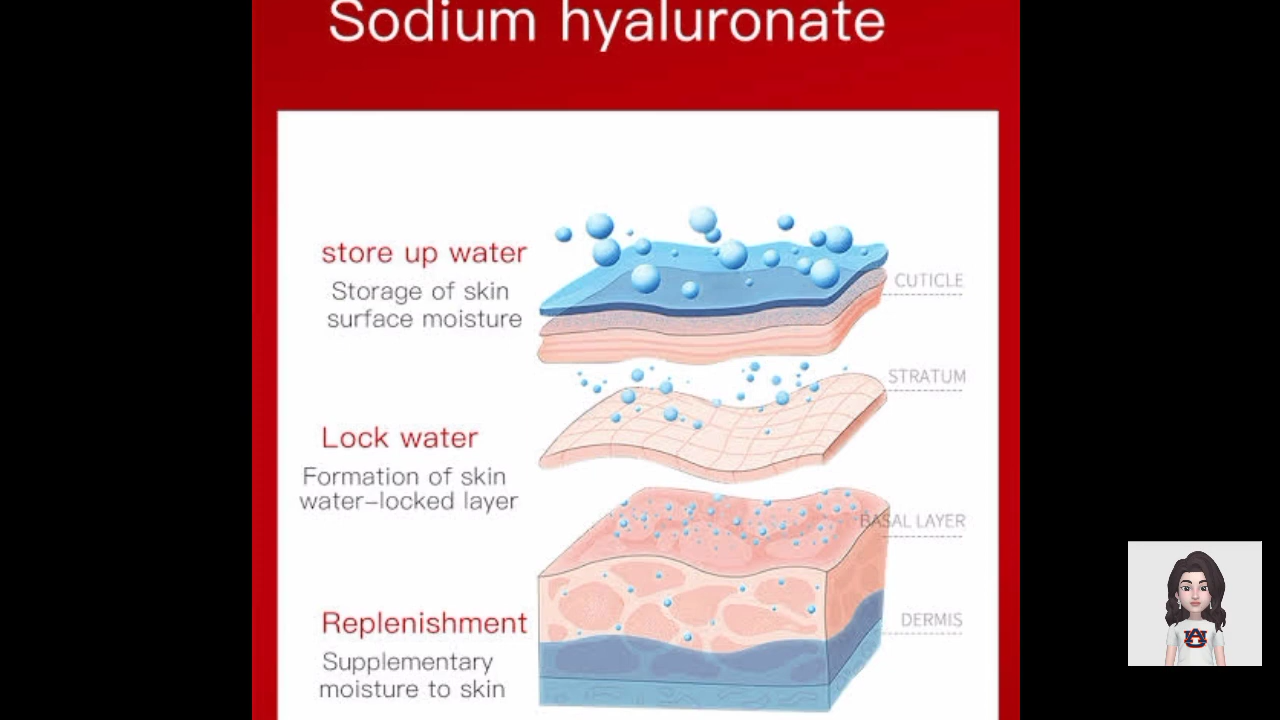 Sodium hyaluronate
store up water
Storage of skin
surface moisture
CUTICLE
STRATUM
Lock water
Formation of skin
water-locked layer
BASAL LAYER
Replenishment
Supplementary
moisture to skin
DERMIS
AU